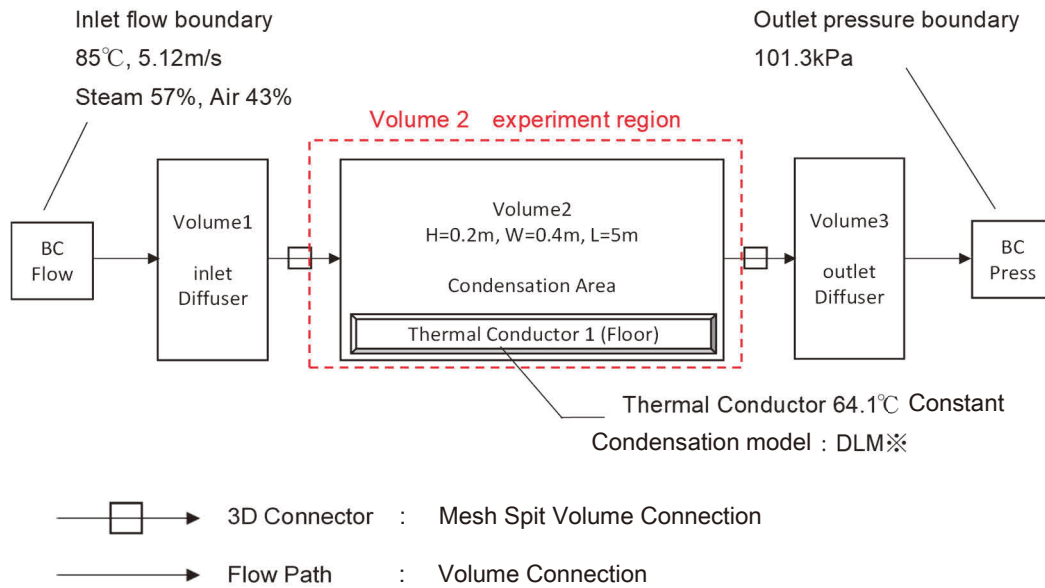 Inlet flow boundary
85℃, 5.12m/s
Steam 57%, Air 43%
Outlet pressure boundary
101.3kPa
Volume 2 experiment region
BC
Flow
Volume1
inlet
Diffuser
Volume2
H=0.2m, W=0.4m, L=5m
Condensation Area
Thermal Conductor 1 (Floor)
Volume3
outlet
Diffuser
BC
Press
Thermal Conductor 64.1℃ Constant
Condensation model : DLM※
3D Connector : Mesh Spit Volume Connection
Flow Path : Volume Connection